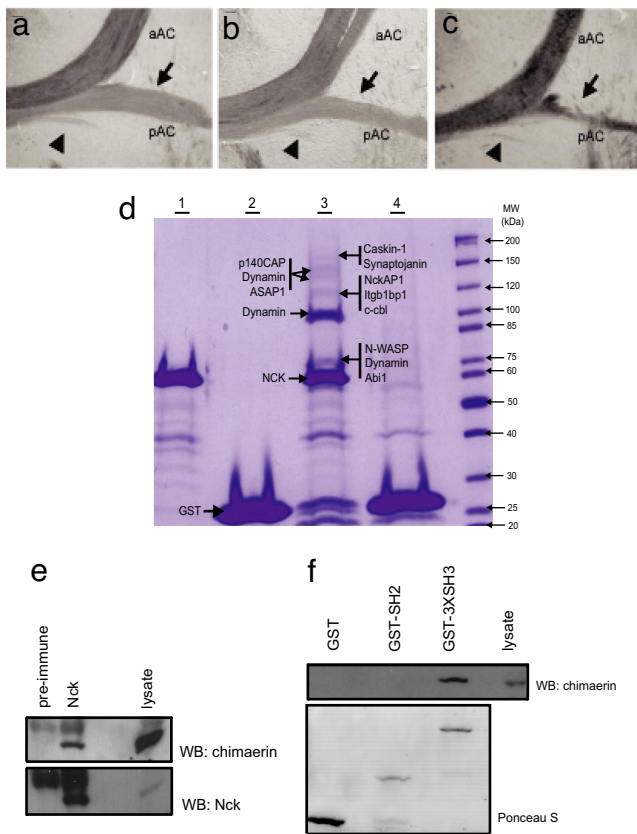 a
aAC
pAC
b
aAC
pAC
c
aAC
pAC
d
1 2 3 4
MW
(kDa)
200
150
120
100
85
75
60
50
40
30
25
20
p140CAP
Dynamin
ASAP1
Dynamin
NCK
GST
Caskin-1
Synaptojanin
NckAP1
Itgb1bp1
c-cbl
N-WASP
Dynamin
Abi1
e
pre-immune
Nck
lysate
WB: chimaerin
WB: Nck
f
GST
GST-SH2
GST-3XSH3
lysate
WB: chimaerin
Ponceau S